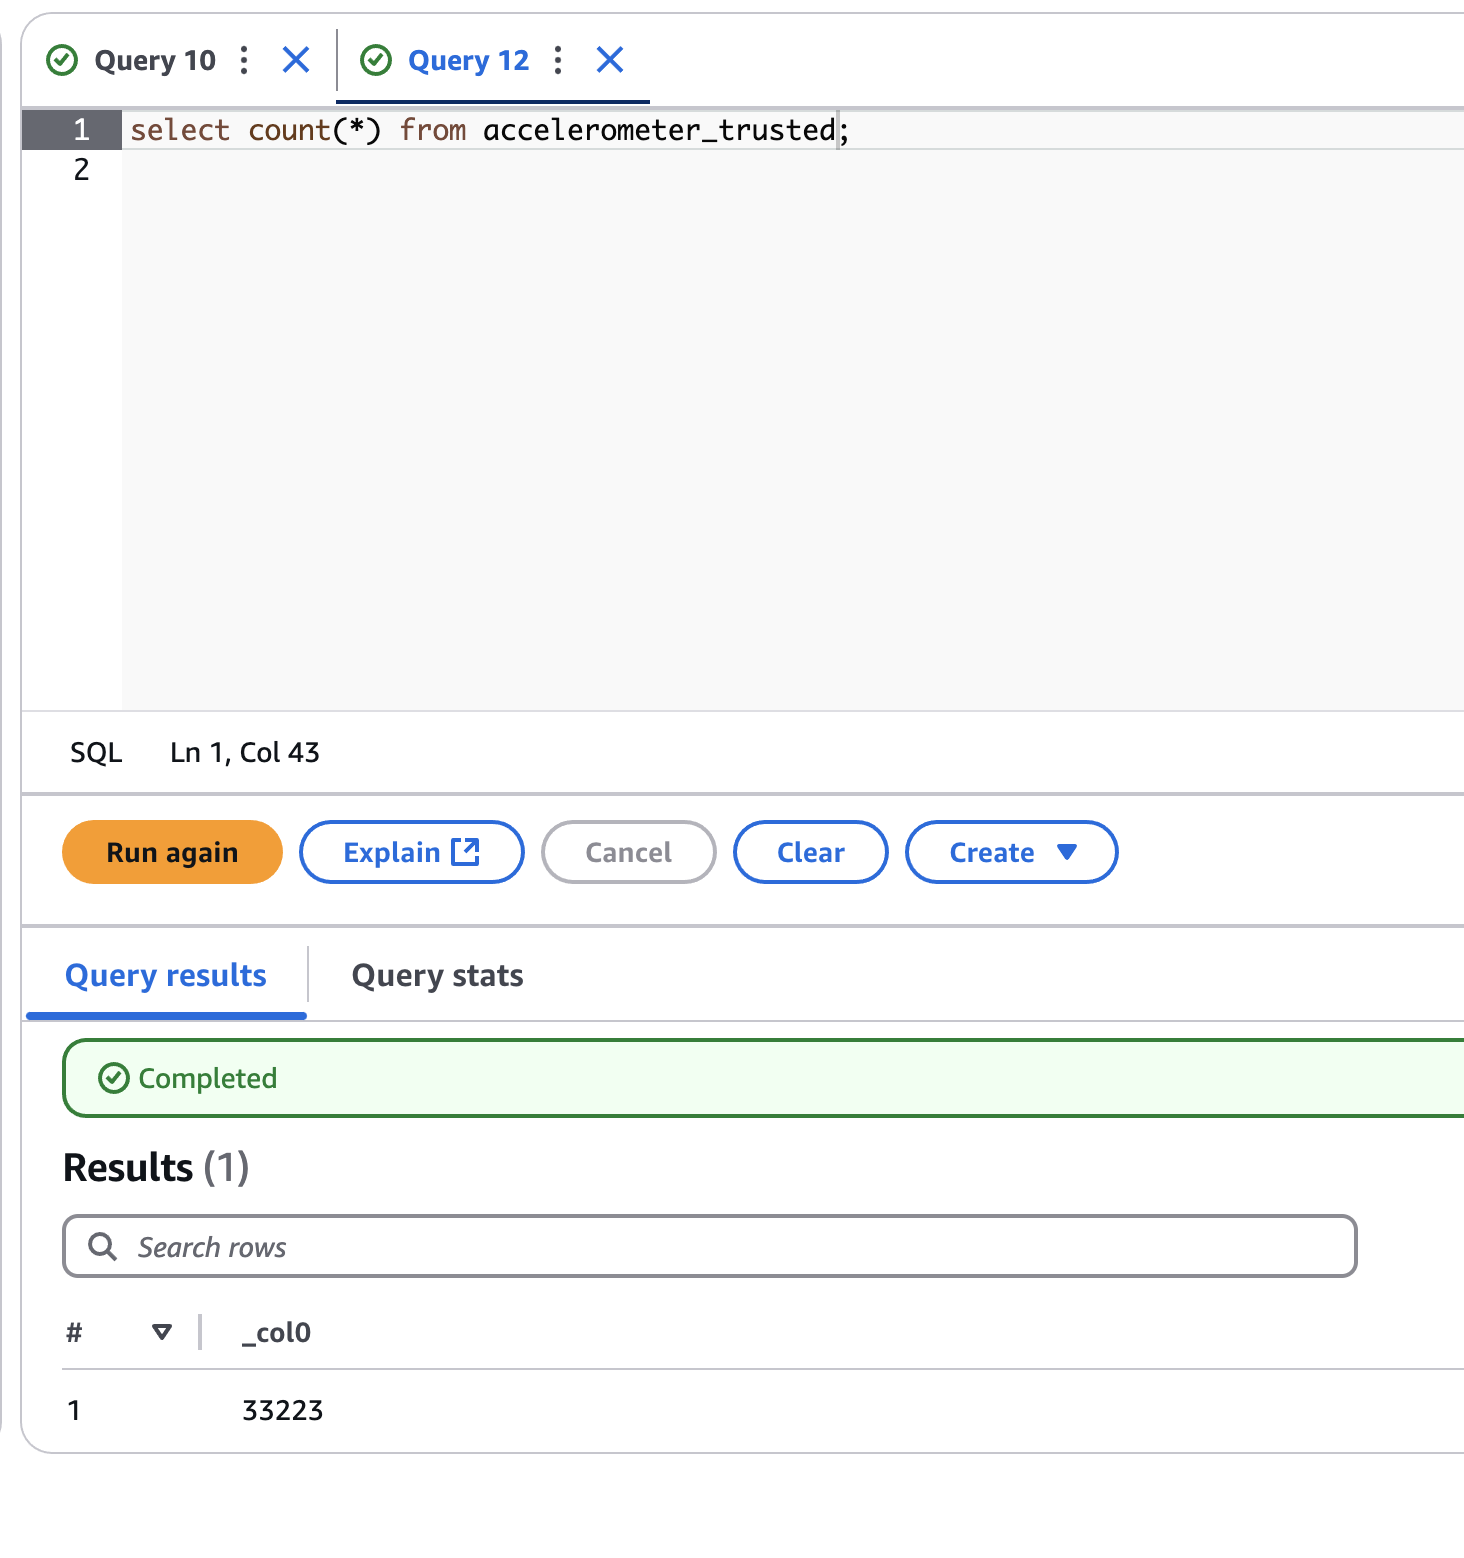 Query 10 Query 12
1 select count(*) from accelerometer_trusted;
2
SQL Ln 1, Col 43
Run again Explain Cancel Clear Create
Query results Query stats
Completed
Results (1)
Search rows
# _col0
1 33223